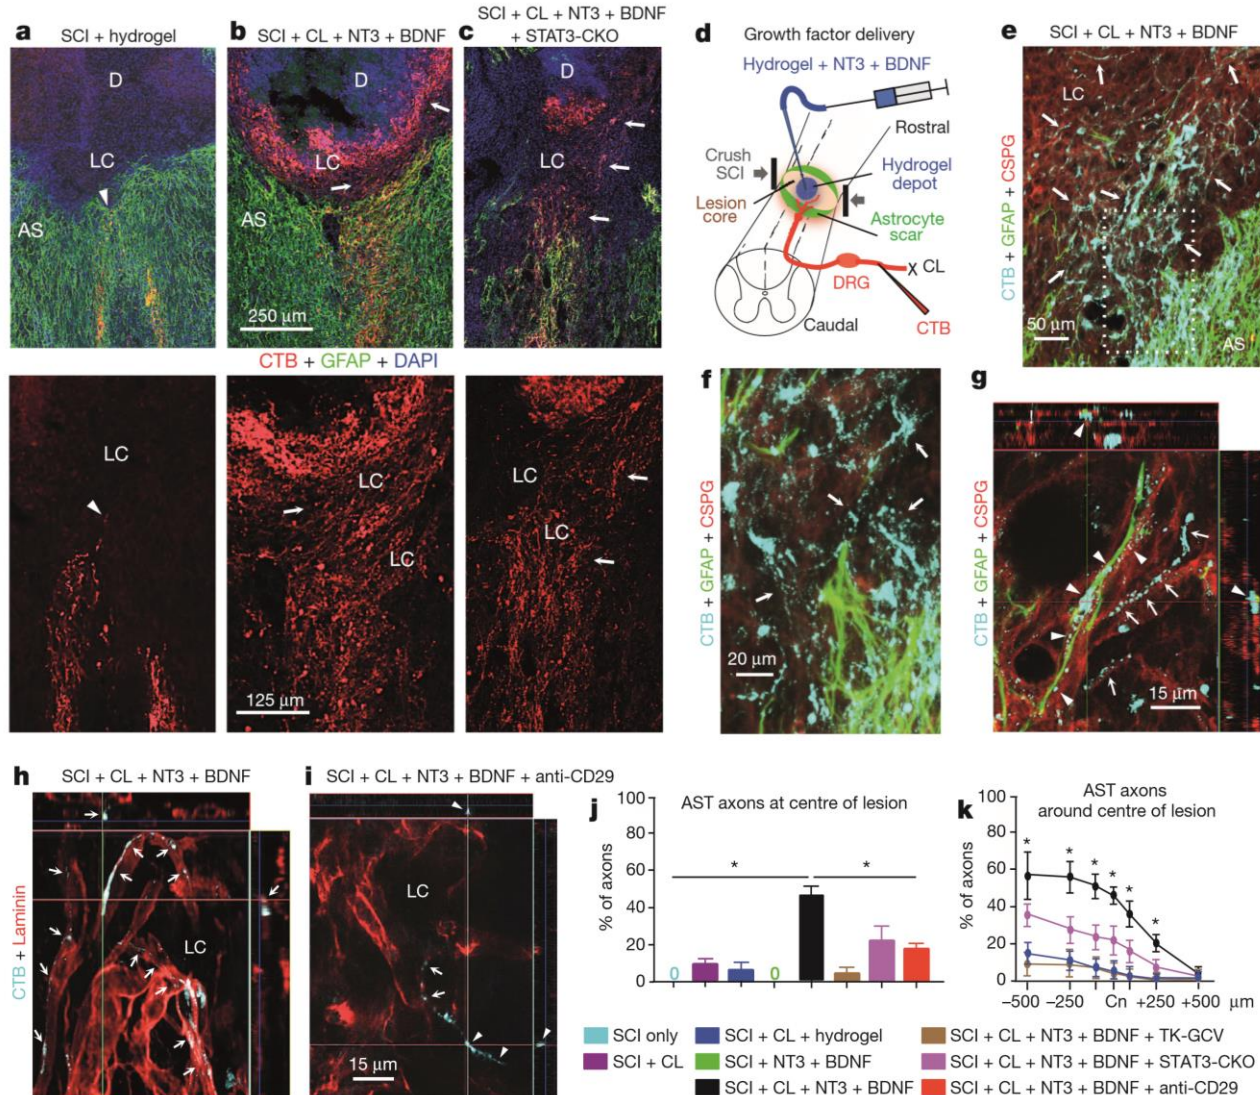 a
SCI + hydrogel
D
LC
AS
b
SCI + CL + NT3 + BDNF
D
LC
250 µm
c
SCI + CL + NT3 + BDNF
+ STAT3-CKO
D
LC
CTB + GFAP + DAPI
LC
LC
LC
125 µm
LC
LC
d
Growth factor delivery
Hydrogel + NT3 + BDNF
Rostral
Crush
SCI
Hydrogel
depot
Lesion
core
Astrocyte
scar
X CL
DRG
CTB
Caudal
e
SCI + CL + NT3 + BDNF
CTB + GFAP + CSPG
LC
50 µm
AS
f
CTB + GFAP + CSPG
20 µm
g
CTB + GFAP + CSPG
15 µm
h
SCI + CL + NT3 + BDNF
CTB + Laminin
LC
i
SCI + CL + NT3 + BDNF + anti-CD29
LC
15 µm
j
AST axons at centre of lesion
% of axons
100
80
60
40
20
0
0
0
*
*
k
AST axons
around centre of lesion
% of axons
100
80
60
40
20
0
* * * * * *
–500 –250 Cn +250 +500 µm
SCI only
SCI + CL
SCI + CL + hydrogel
SCI + NT3 + BDNF
SCI + CL + NT3 + BDNF
SCI + CL + NT3 + BDNF + TK-GCV
SCI + CL + NT3 + BDNF + STAT3-CKO
SCI + CL + NT3 + BDNF + anti-CD29